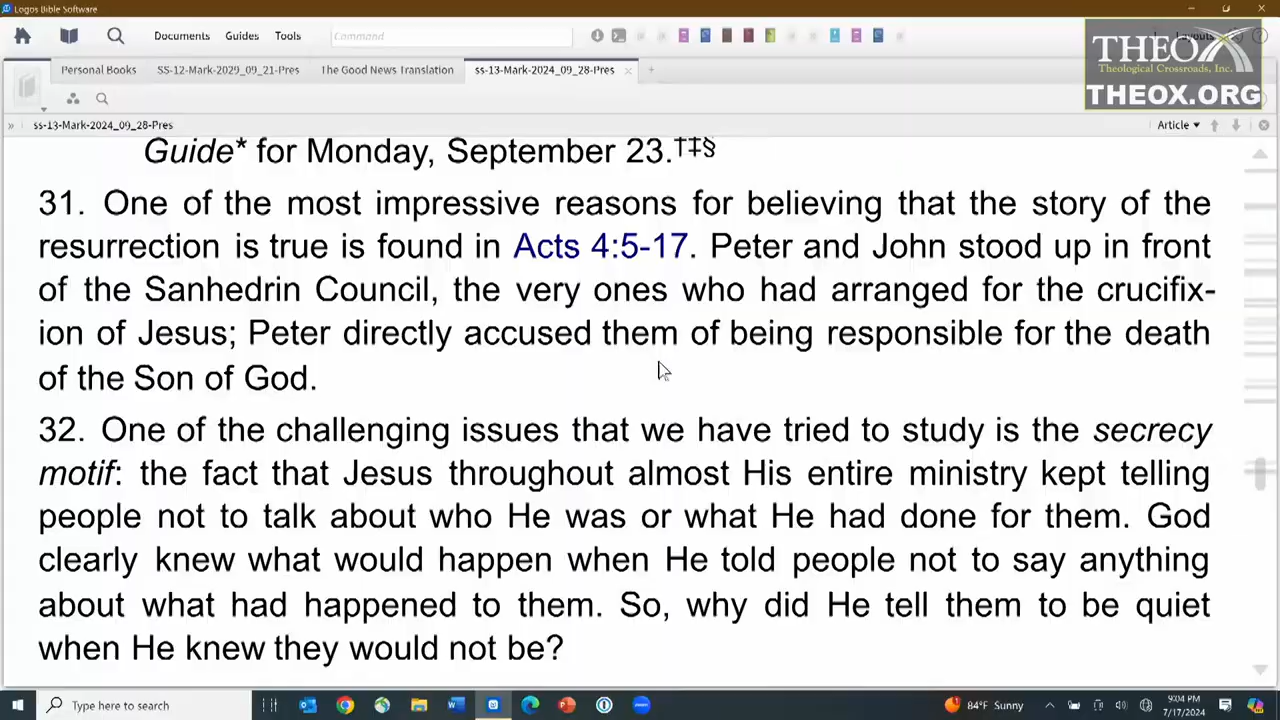 Logos Bible Software
Documents Guides Tools Command Layouts
THEOX
Theological Crossroads, Inc.
THEOX.ORG
Personal Books SS-12-Mark-2029_09_21-Pres The Good News Translation ss-13-Mark-2024_09_28-Pres
ss-13-Mark-2024_09_28-Pres Article
Guide* for Monday, September 23.†‡§
31. One of the most impressive reasons for believing that the story of the
resurrection is true is found in Acts 4:5-17. Peter and John stood up in front
of the Sanhedrin Council, the very ones who had arranged for the crucifix-
ion of Jesus; Peter directly accused them of being responsible for the death
of the Son of God.
32. One of the challenging issues that we have tried to study is the secrecy
motif: the fact that Jesus throughout almost His entire ministry kept telling
people not to talk about who He was or what He had done for them. God
clearly knew what would happen when He told people not to say anything
about what had happened to them. So, why did He tell them to be quiet
when He knew they would not be?
Type here to search
84°F Sunny
9:04 PM
7/17/2024